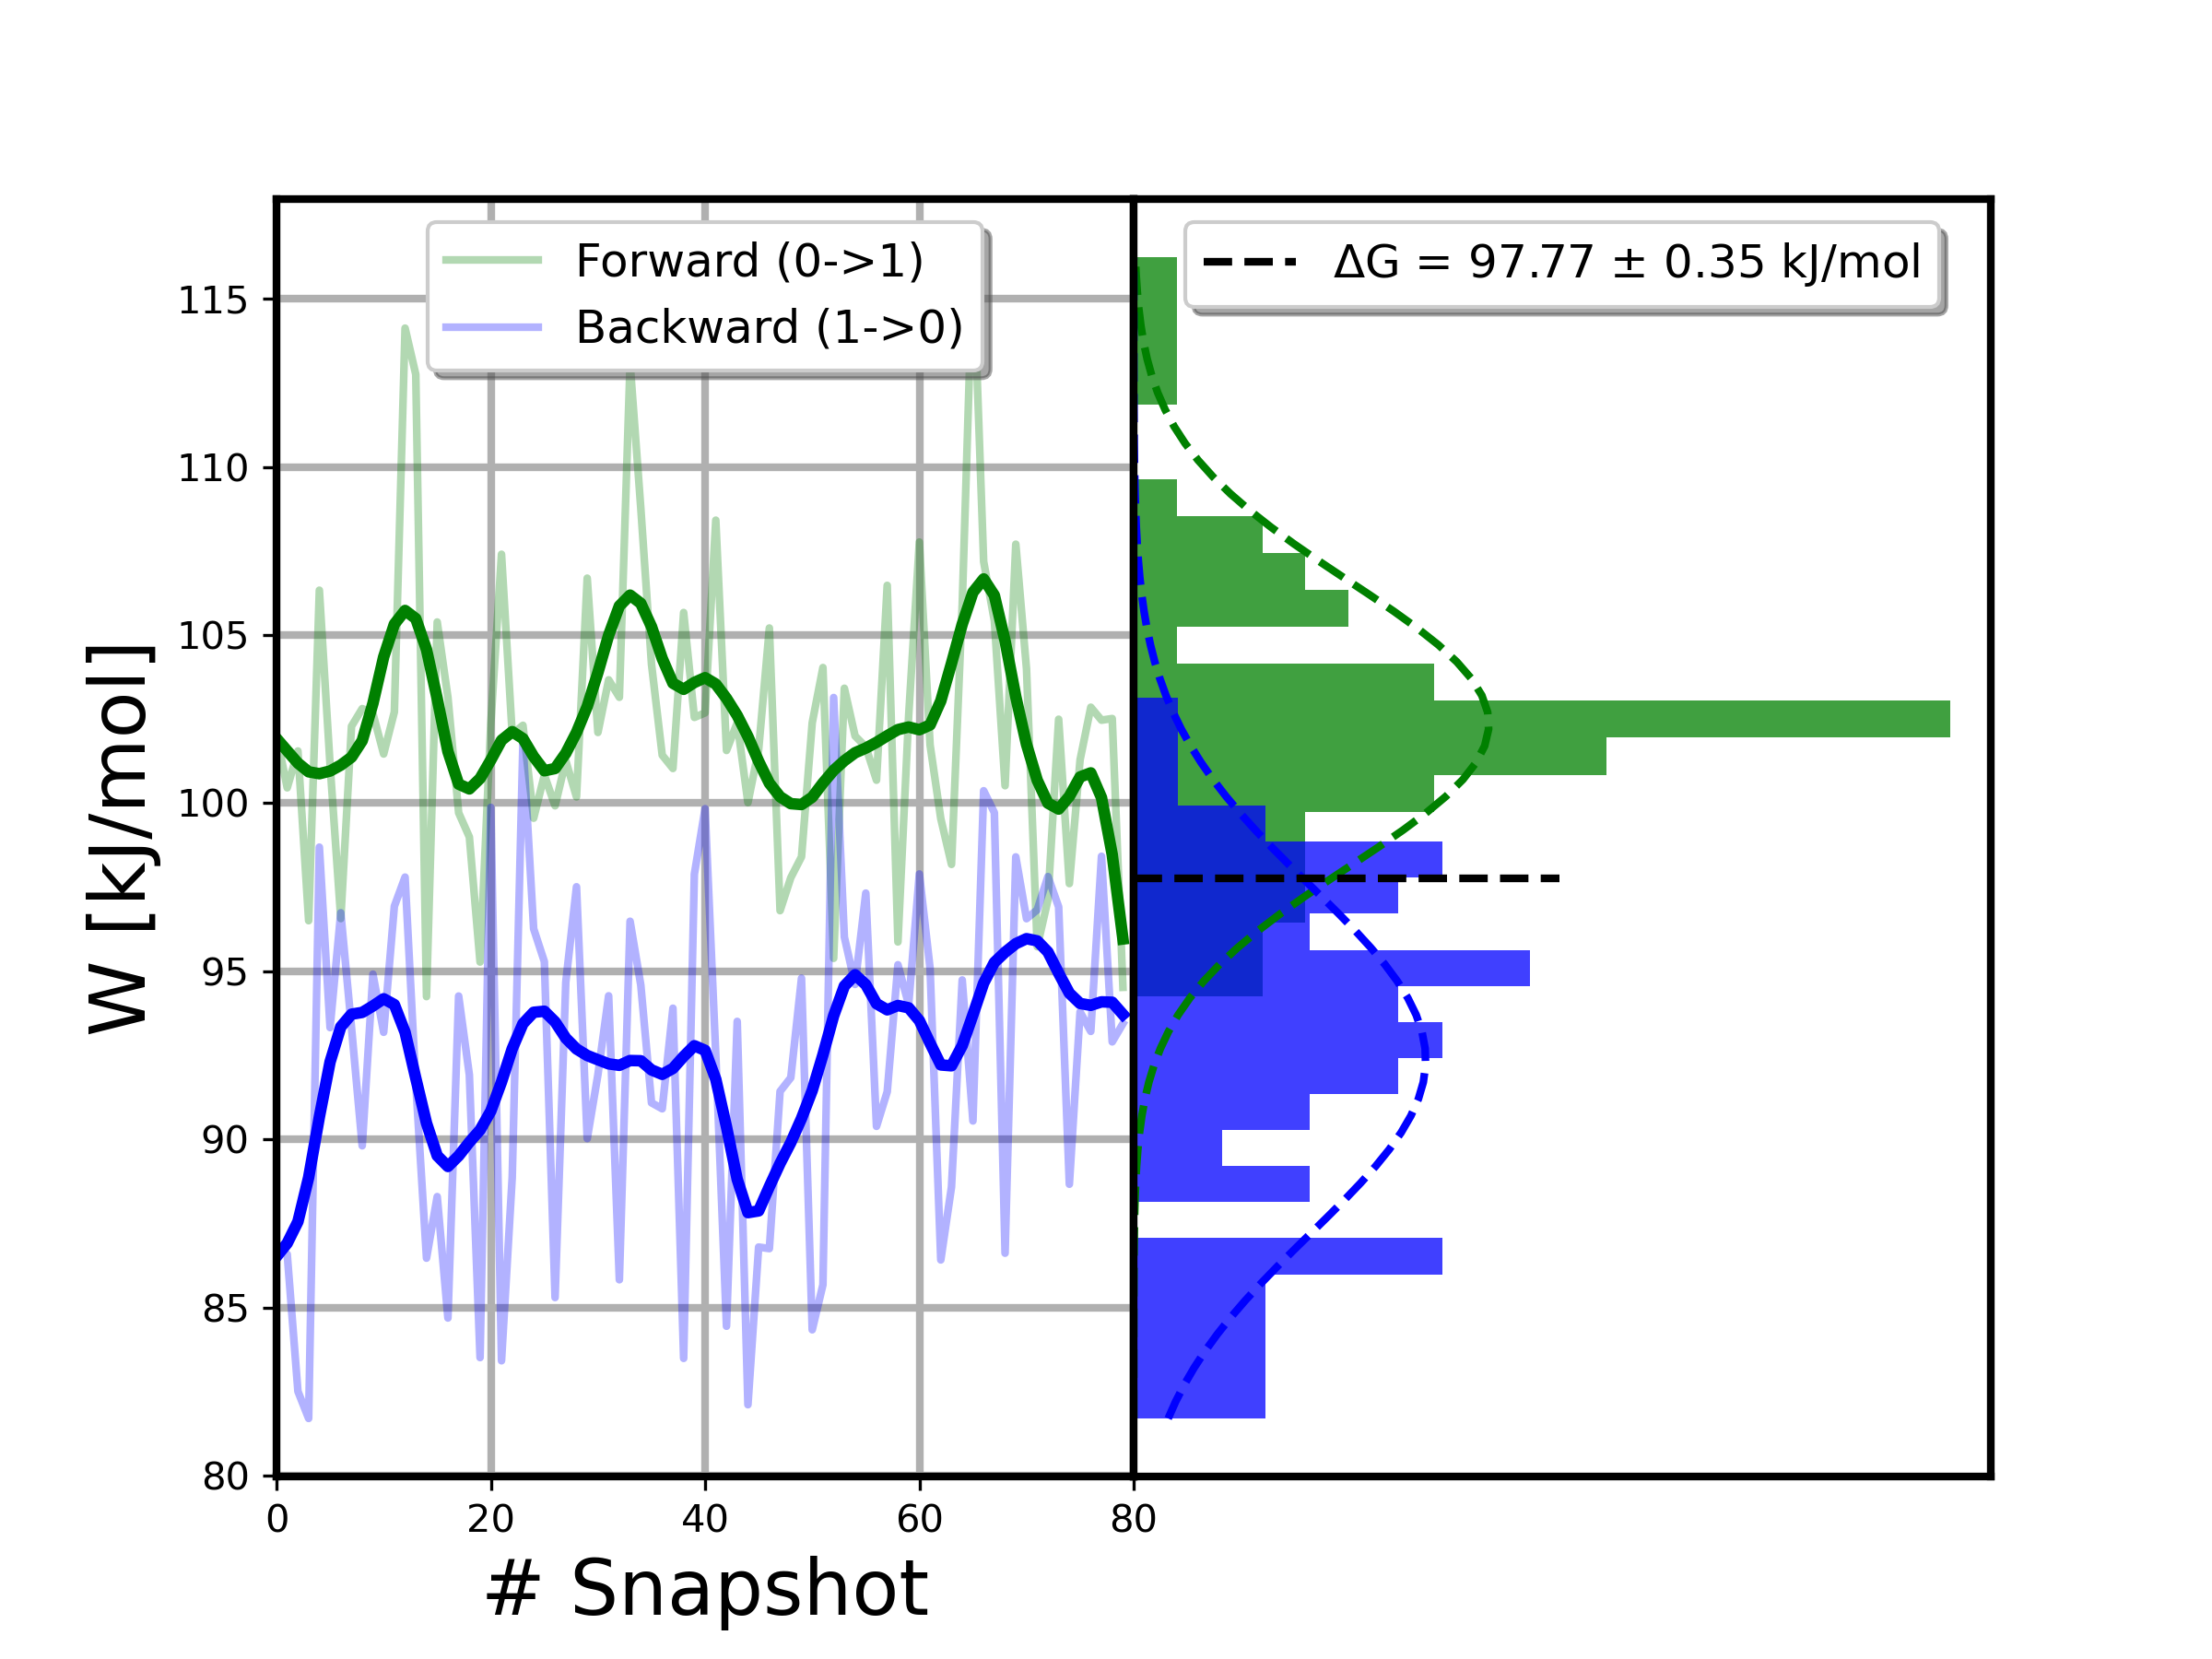 Forward (0->1)
Backward (1->0)
ΔG = 97.77 ± 0.35 kJ/mol
W [kJ/mol]
115
110
105
100
95
90
85
80
0 20 40 60 80
# Snapshot